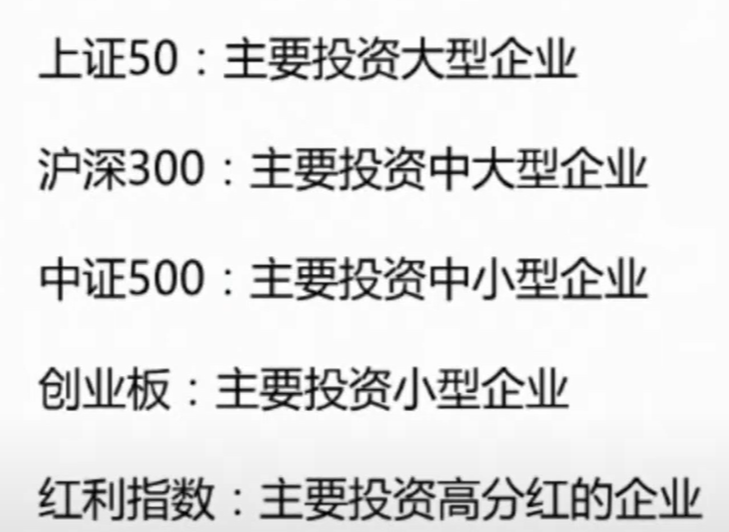 上证50：主要投资大型企业
沪深300：主要投资中大型企业
中证500：主要投资中小型企业
创业板：主要投资小型企业
红利指数：主要投资高分红的企业